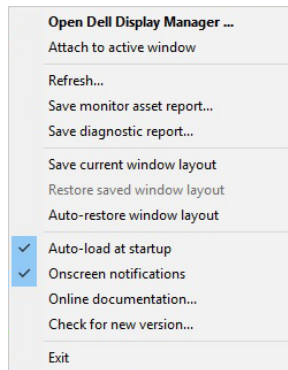 Open Dell Display Manager ...
Attach to active window
Refresh...
Save monitor asset report...
Save diagnostic report...
Save current window layout
Restore saved window layout
Auto-restore window layout
Auto-load at startup
Onscreen notifications
Online documentation...
Check for new version...
Exit